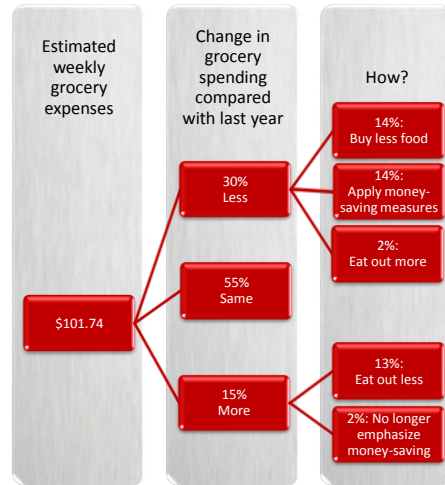 Estimated
weekly
grocery
expenses
$101.74
Change in
grocery
spending
compared
with last year
30%
Less
55%
Same
15%
More
How?
14%:
Buy less food
14%:
Apply money-
saving measures
2%:
Eat out more
13%:
Eat out less
2%: No longer
emphasize
money-saving